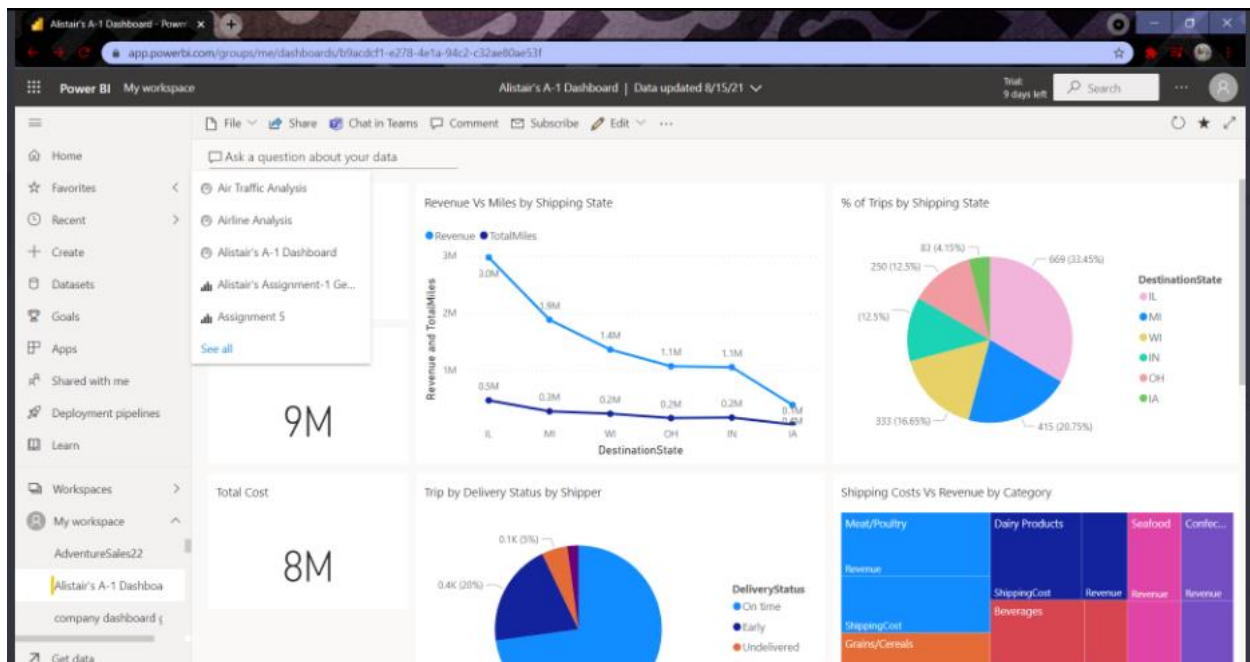 Alistair's A-1 Dashboard - Power
app.powerbi.com/groups/me/dashboards/b9acdcf1-e278-4e1a-94c2-c32ae80ae53f
Power BI My workspace
Alistair's A-1 Dashboard | Data updated 8/15/21
Trial:
9 days left
Search
File Share Chat in Teams Comment Subscribe Edit
Ask a question about your data
Home
Favorites
Recent
Create
Datasets
Goals
Apps
Shared with me
Deployment pipelines
Learn
Workspaces
My workspace
AdventureSales22
Alistair's A-1 Dashboa
company dashboard
Get data
Air Traffic Analysis
Airline Analysis
Alistair's A-1 Dashboard
Alistair's Assignment-1 Ge...
Assignment 5
See all
9M
Total Cost
8M
Revenue Vs Miles by Shipping State
Revenue TotalMiles
Revenue and TotalMiles
3M
2M
1M
3.0M
1.9M
1.4M
1.1M
1.1M
0.5M
0.3M
0.2M
0.2M
0.2M
0.1M
0.4M
IL MI WI OH IN IA
DestinationState
% of Trips by Shipping State
83 (4.15%)
669 (33.45%)
250 (12.5%)
(12.5%)
333 (16.65%)
415 (20.75%)
DestinationState
IL
MI
WI
IN
OH
IA
Trip by Delivery Status by Shipper
0.1K (5%)
0.4K (20%)
DeliveryStatus
On time
Early
Undelivered
Shipping Costs Vs Revenue by Category
Meat/Poultry
Revenue
ShippingCost
Grains/Cereals
Dairy Products
ShippingCost
Revenue
Beverages
Seafood
Revenue
Confec...
Revenue